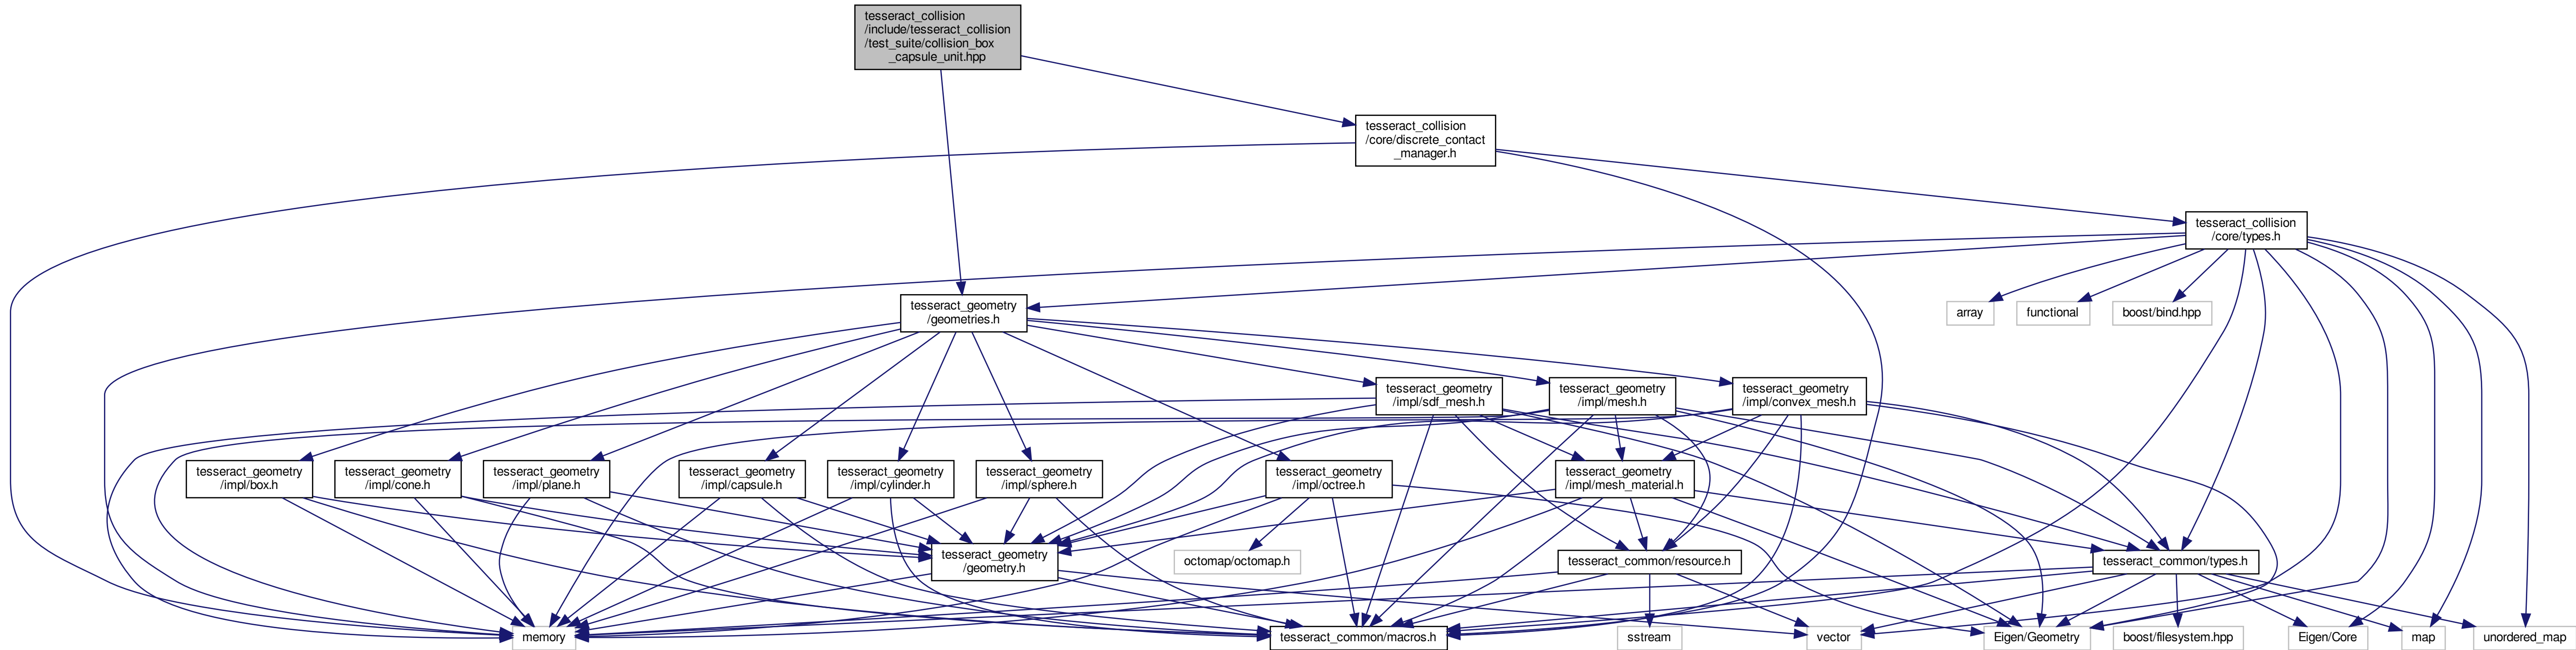 tesseract_collision
/include/tesseract_collision
/test_suite/collision_box
_capsule_unit.hpp
tesseract_collision
/core/discrete_contact
_manager.h
tesseract_collision
/core/types.h
tesseract_geometry
/geometries.h
array
functional
boost/bind.hpp
tesseract_geometry
/impl/sdf_mesh.h
tesseract_geometry
/impl/mesh.h
tesseract_geometry
/impl/convex_mesh.h
tesseract_geometry
/impl/box.h
tesseract_geometry
/impl/cone.h
tesseract_geometry
/impl/plane.h
tesseract_geometry
/impl/capsule.h
tesseract_geometry
/impl/cylinder.h
tesseract_geometry
/impl/sphere.h
tesseract_geometry
/impl/octree.h
tesseract_geometry
/impl/mesh_material.h
tesseract_geometry
/geometry.h
octomap/octomap.h
tesseract_common/resource.h
tesseract_common/types.h
memory
tesseract_common/macros.h
sstream
vector
Eigen/Geometry
boost/filesystem.hpp
Eigen/Core
map
unordered_map